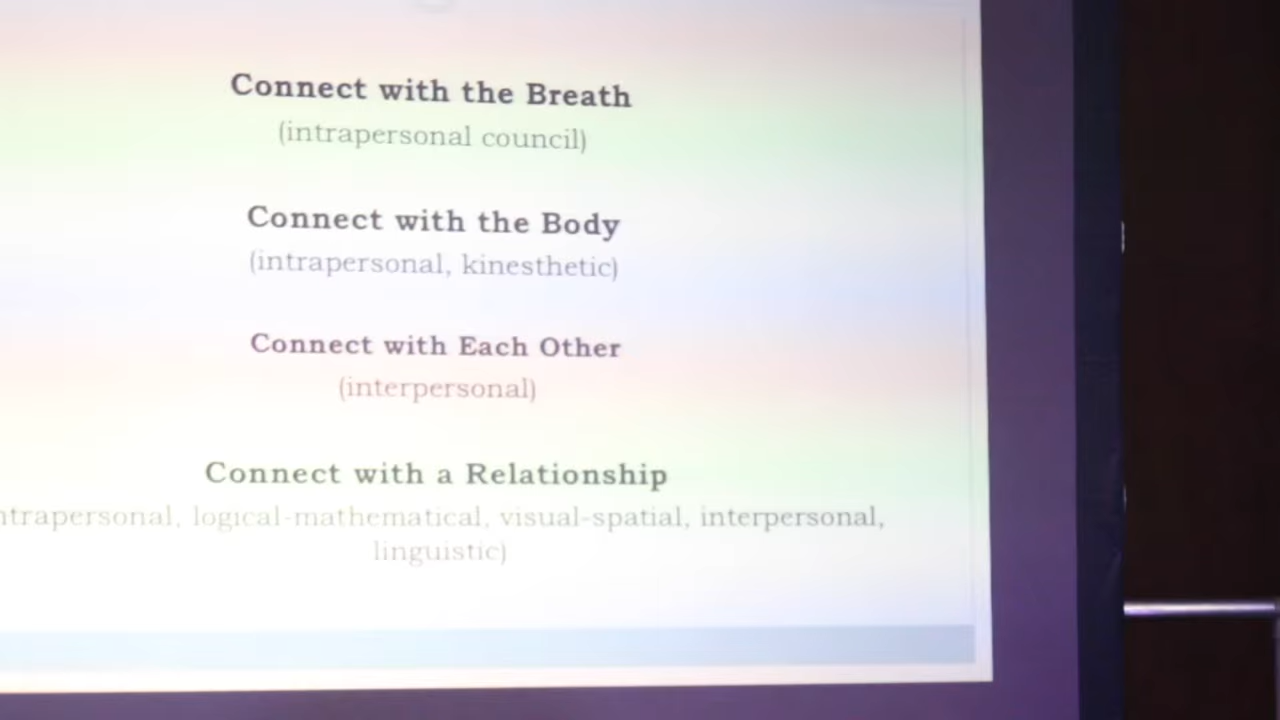 Connect with the Breath
(intrapersonal council)
Connect with the Body
(intrapersonal, kinesthetic)
Connect with Each Other
(interpersonal)
Connect with a Relationship
logical-mathematical, visual-spatial, interpersonal,
linguistic)